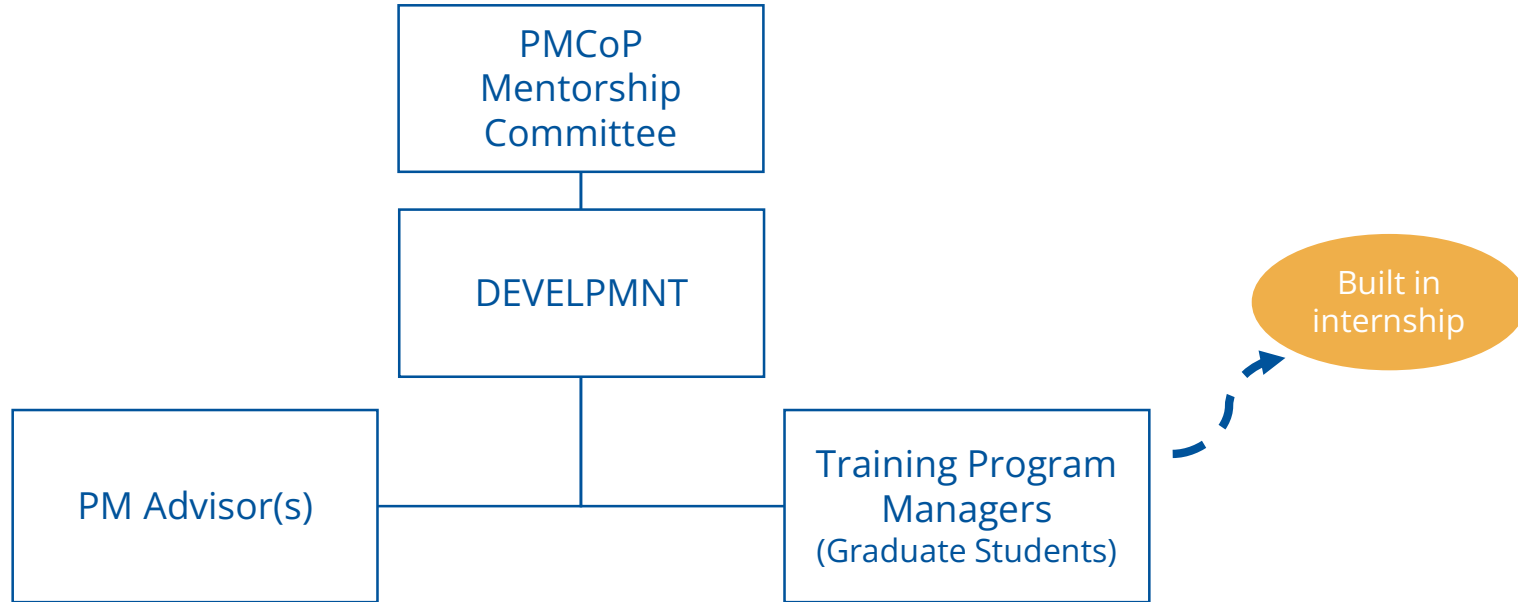 PMCoP
Mentorship
Committee
DEVELPMNT
Built in
internship
PM Advisor(s)
Training Program
Managers
(Graduate Students)